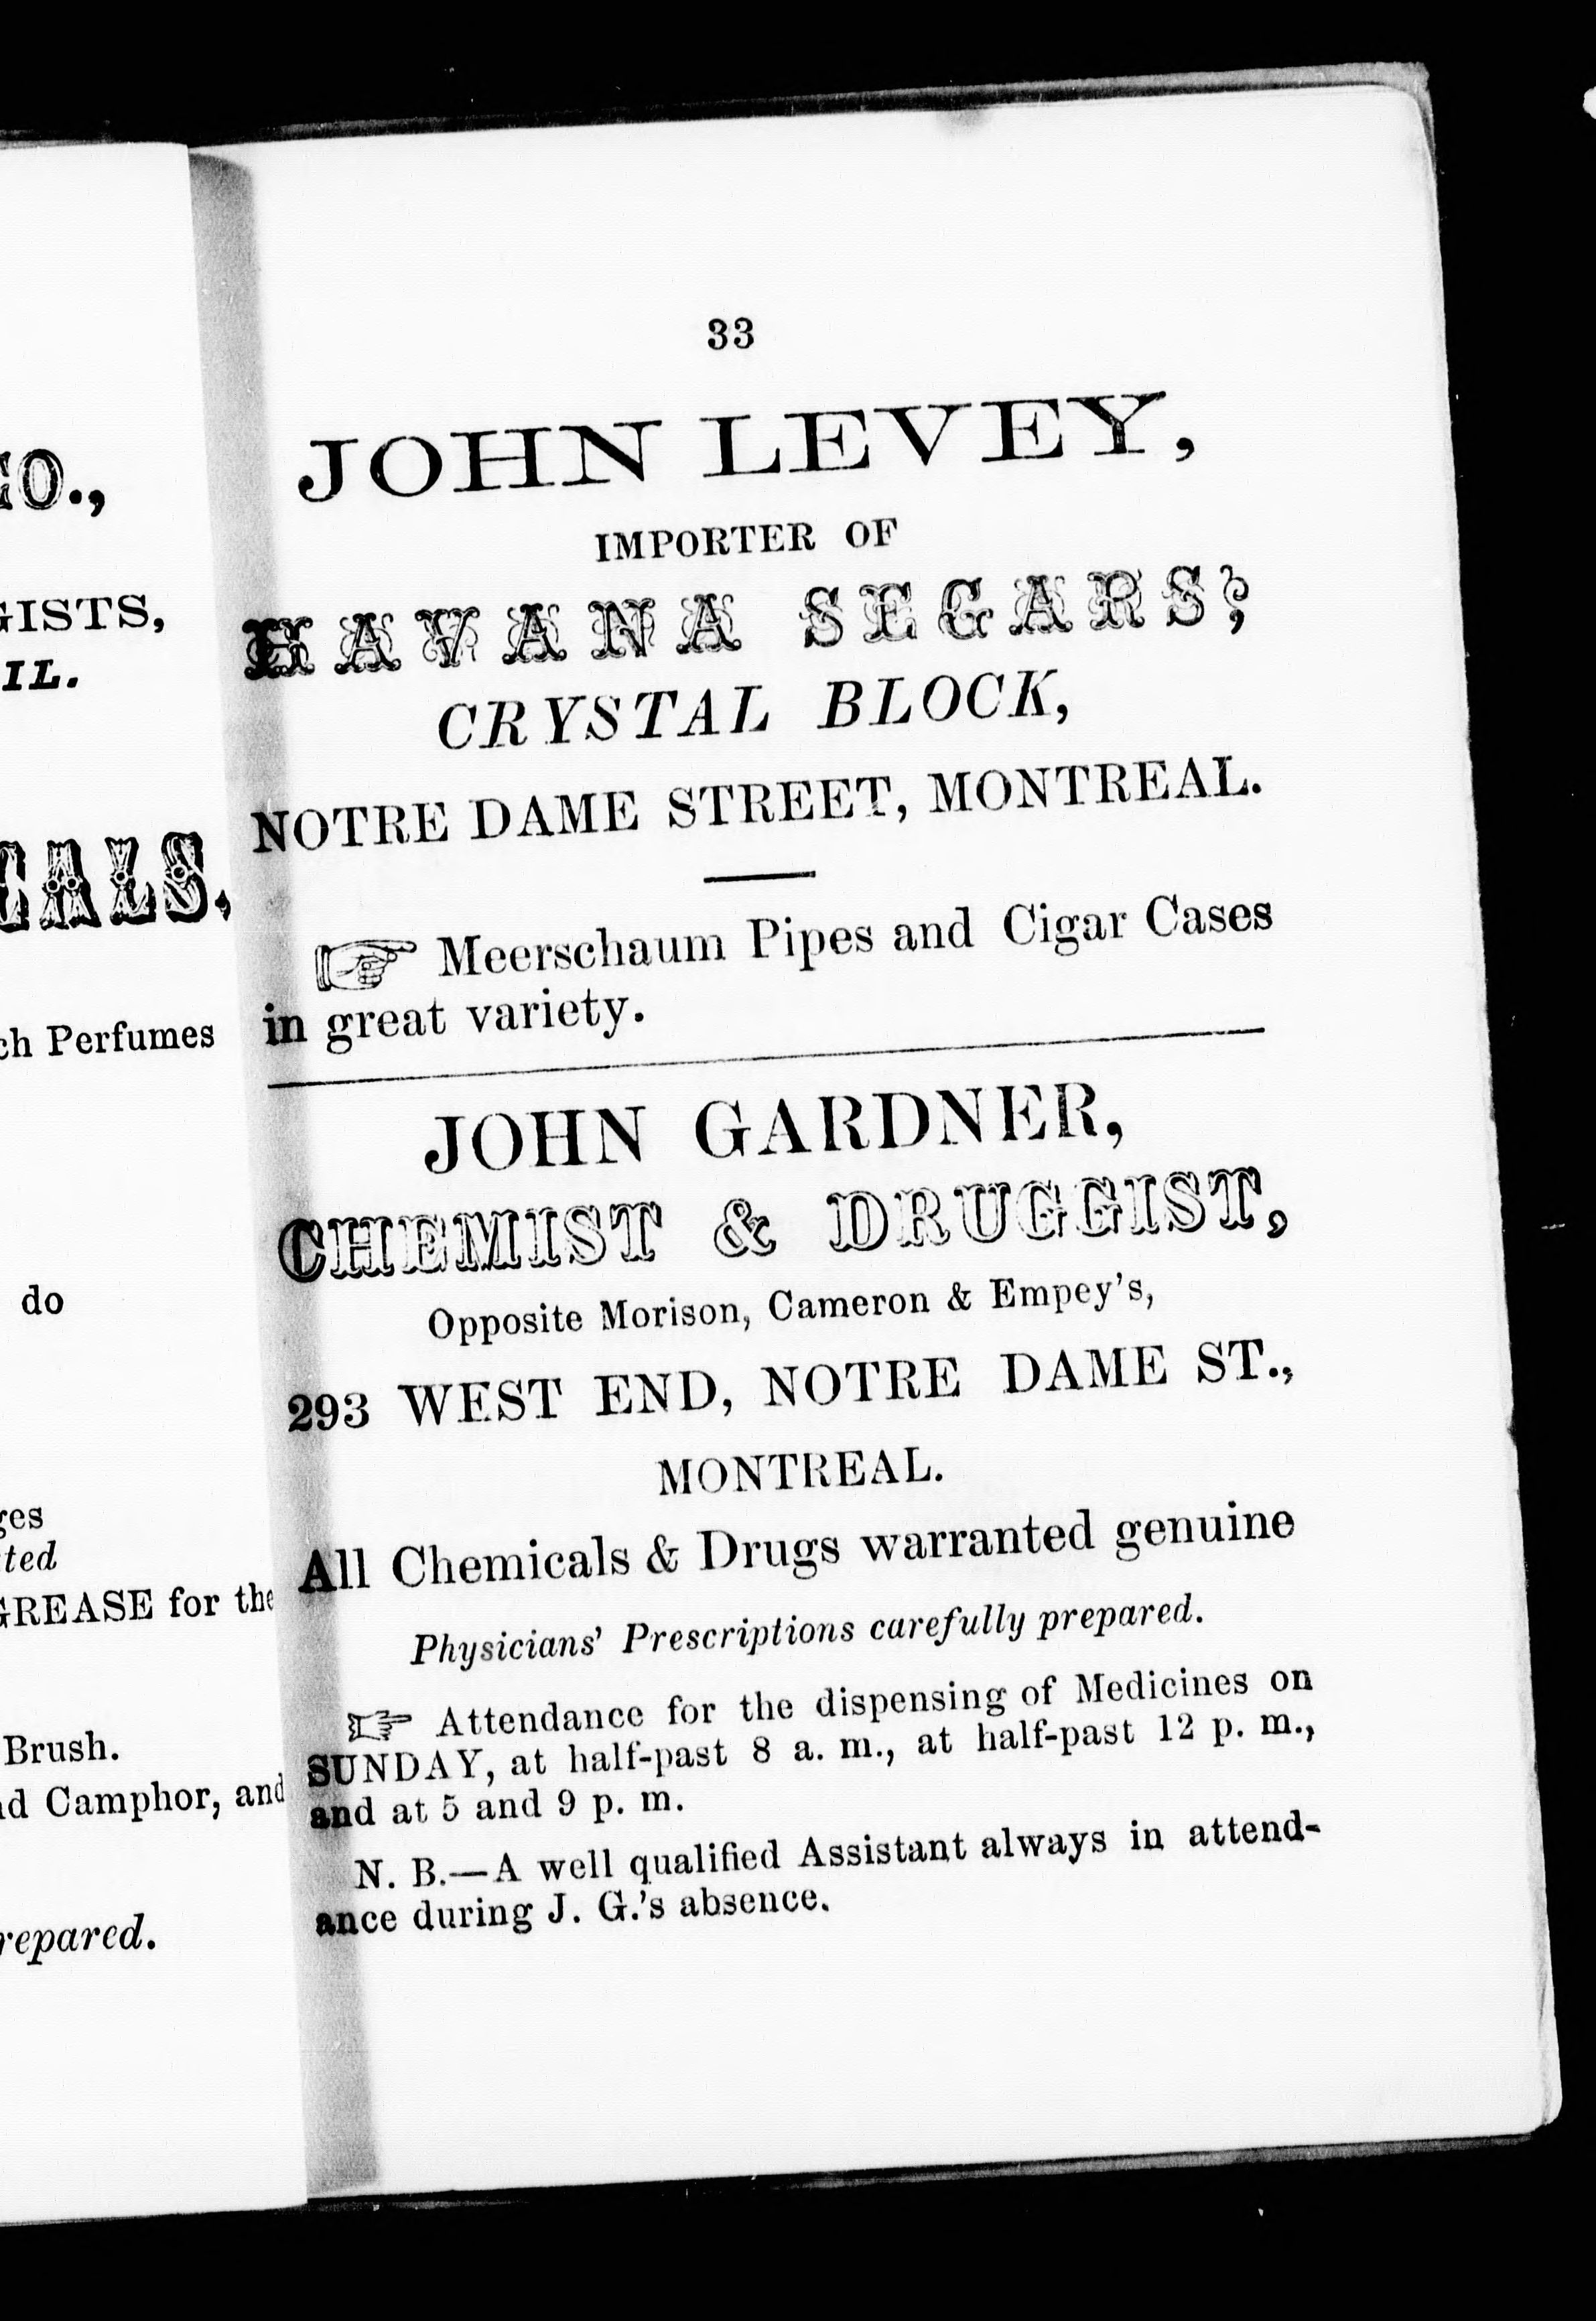 O.,
GISTS,
IL.
CALS,
ch Perfumes
do
ges
ted
GREASE for the
Brush.
nd Camphor, and
repared.
33
JOHN LEVEY,
IMPORTER OF
HAVANA SEGARS,
CRYSTAL BLOCK,
NOTRE DAME STREET, MONTREAL.
☞ Meerschaum Pipes and Cigar Cases
in great variety.
JOHN GARDNER,
CHEMIST & DRUGGIST,
Opposite Morison, Cameron & Empey's,
293 WEST END, NOTRE DAME ST.,
MONTREAL.
All Chemicals & Drugs warranted genuine
Physicians' Prescriptions carefully prepared.
☞ Attendance for the dispensing of Medicines on
SUNDAY, at half-past 8 a. m., at half-past 12 p. m.,
and at 5 and 9 p. m.
N. B.—A well qualified Assistant always in attend-
ance during J. G.'s absence.